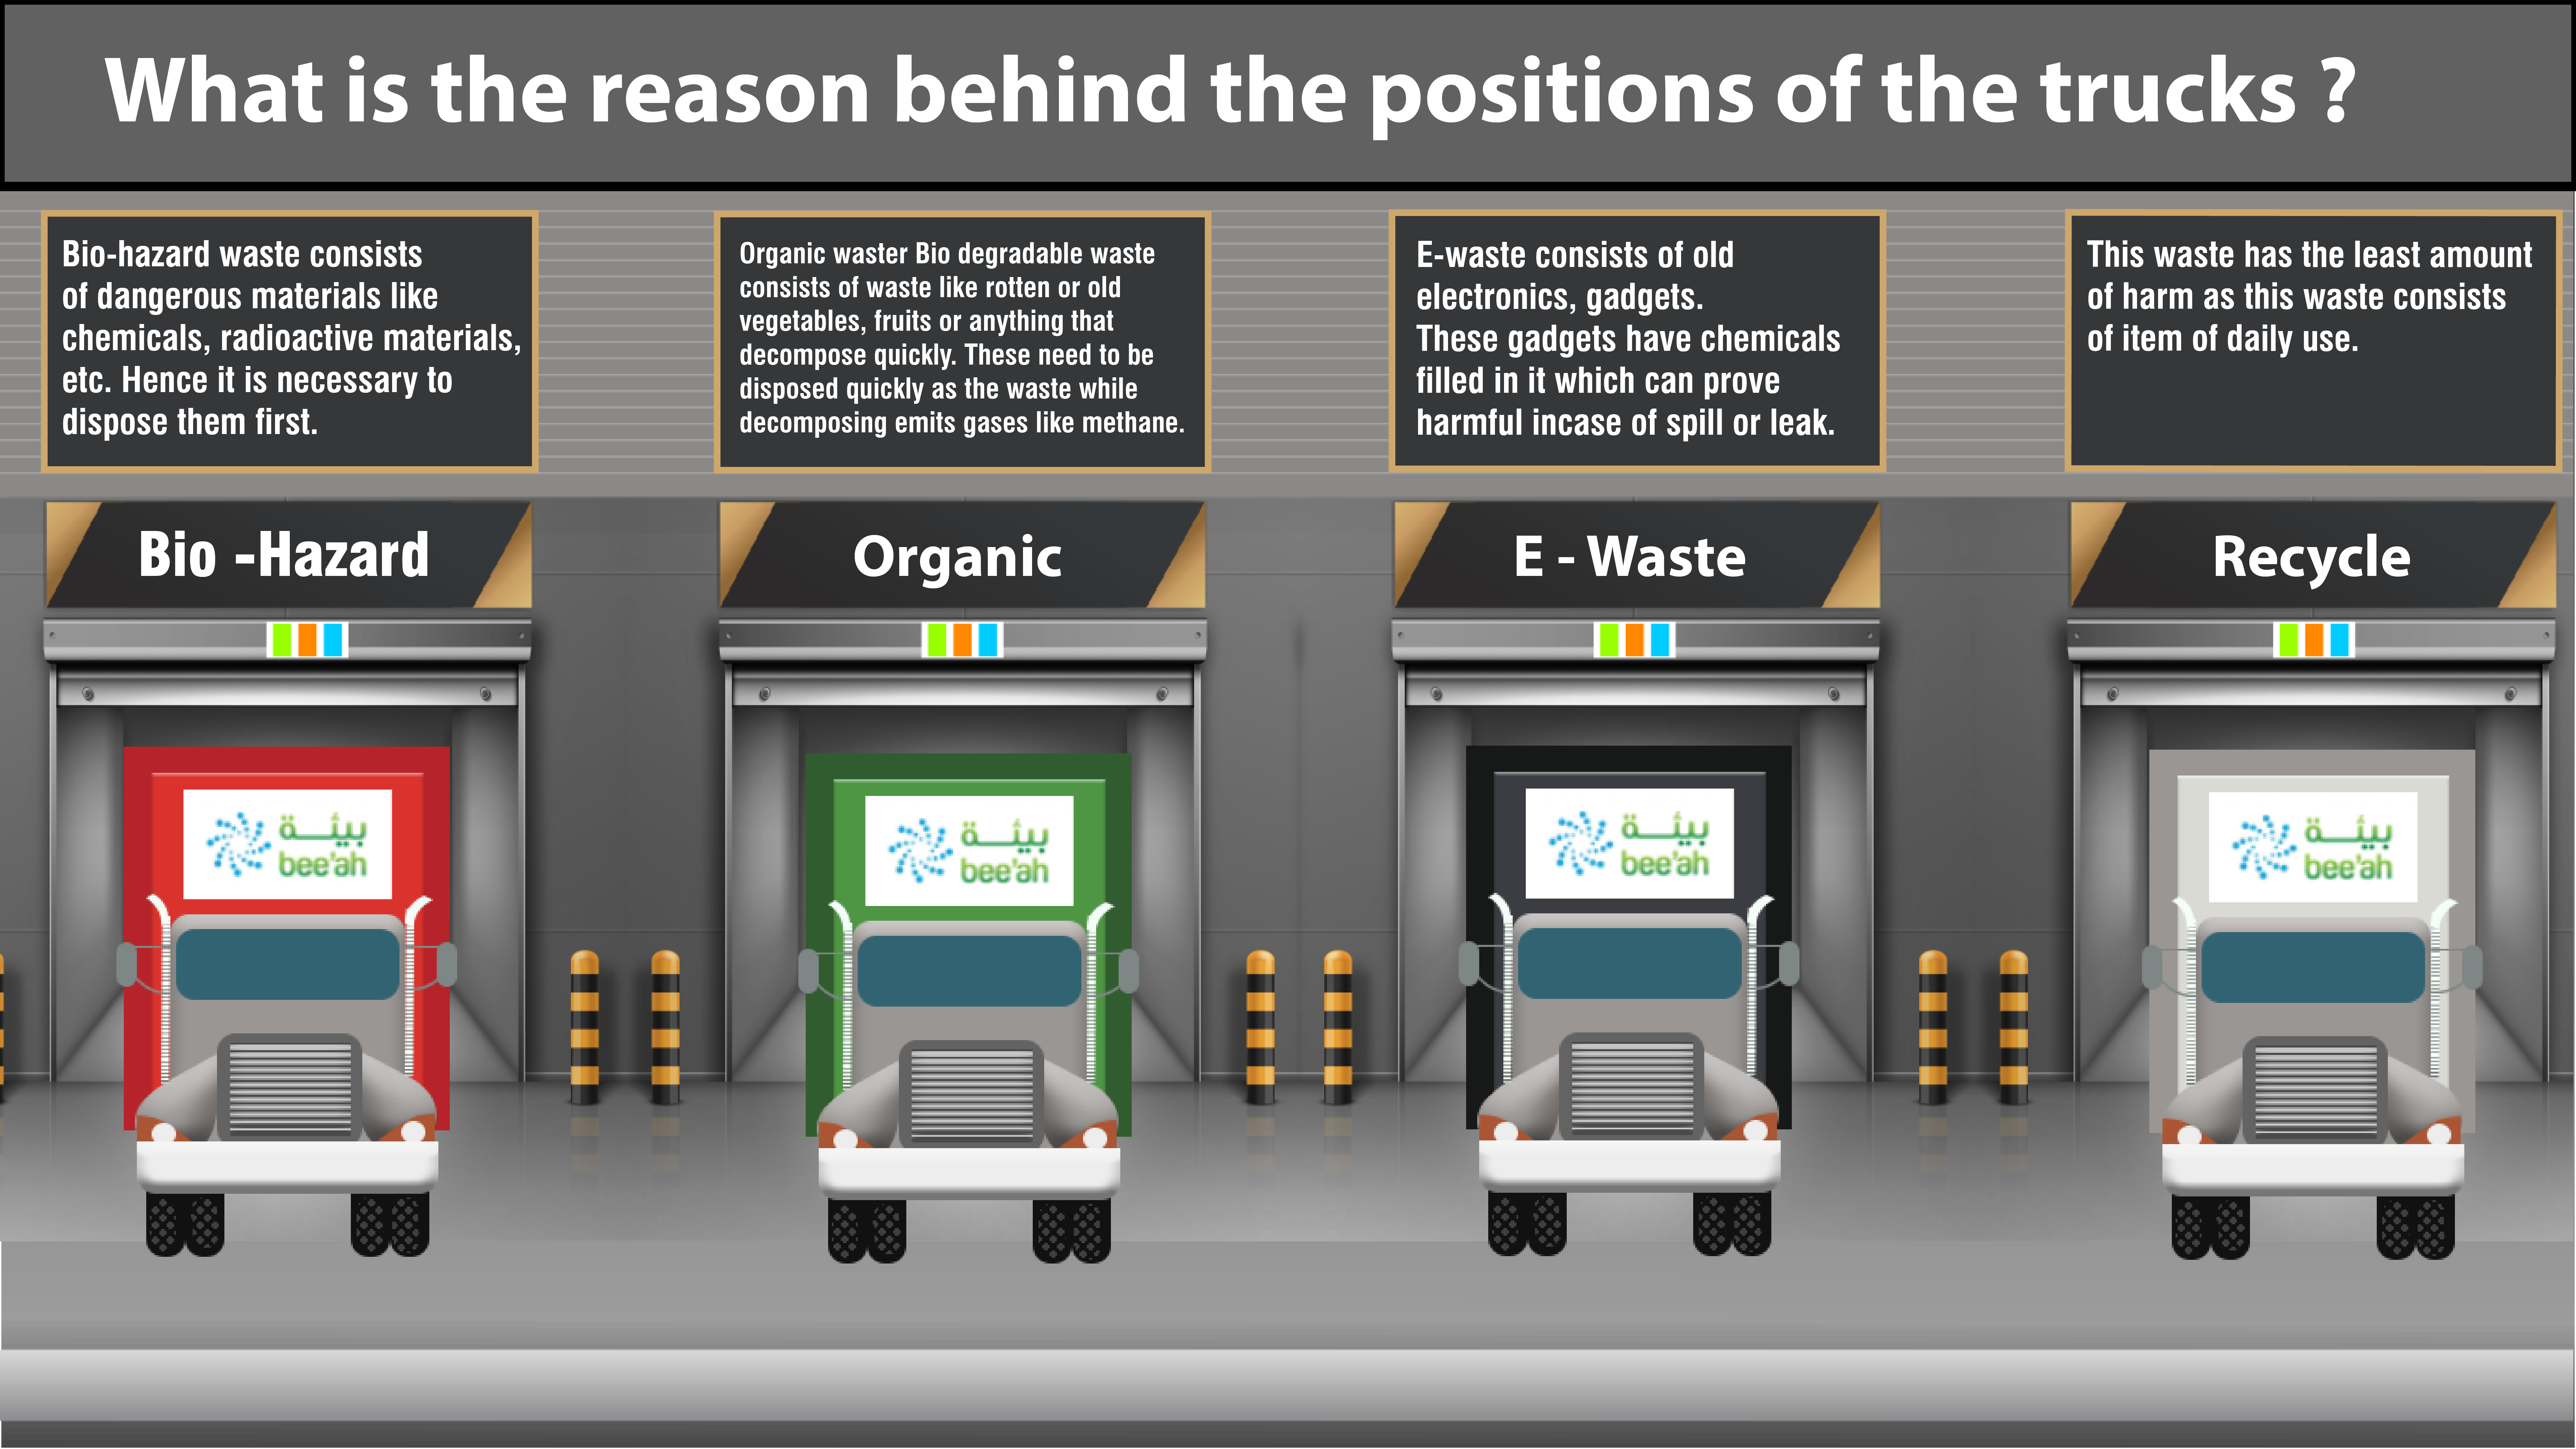 What is the reason behind the positions of the trucks ?
Bio-hazard waste consists
of dangerous materials like
chemicals, radioactive materials,
etc. Hence it is necessary to
dispose them first.
Organic waster Bio degradable waste
consists of waste like rotten or old
vegetables, fruits or anything that
decompose quickly. These need to be
disposed quickly as the waste while
decomposing emits gases like methane.
E-waste consists of old
electronics, gadgets.
These gadgets have chemicals
filled in it which can prove
harmful incase of spill or leak.
This waste has the least amount
of harm as this waste consists
of item of daily use.
Bio -Hazard
Organic
E - Waste
Recycle
بيئـــة
bee'ah
بيئـــة
bee'ah
بيئـــة
bee'ah
بيئـــة
bee'ah